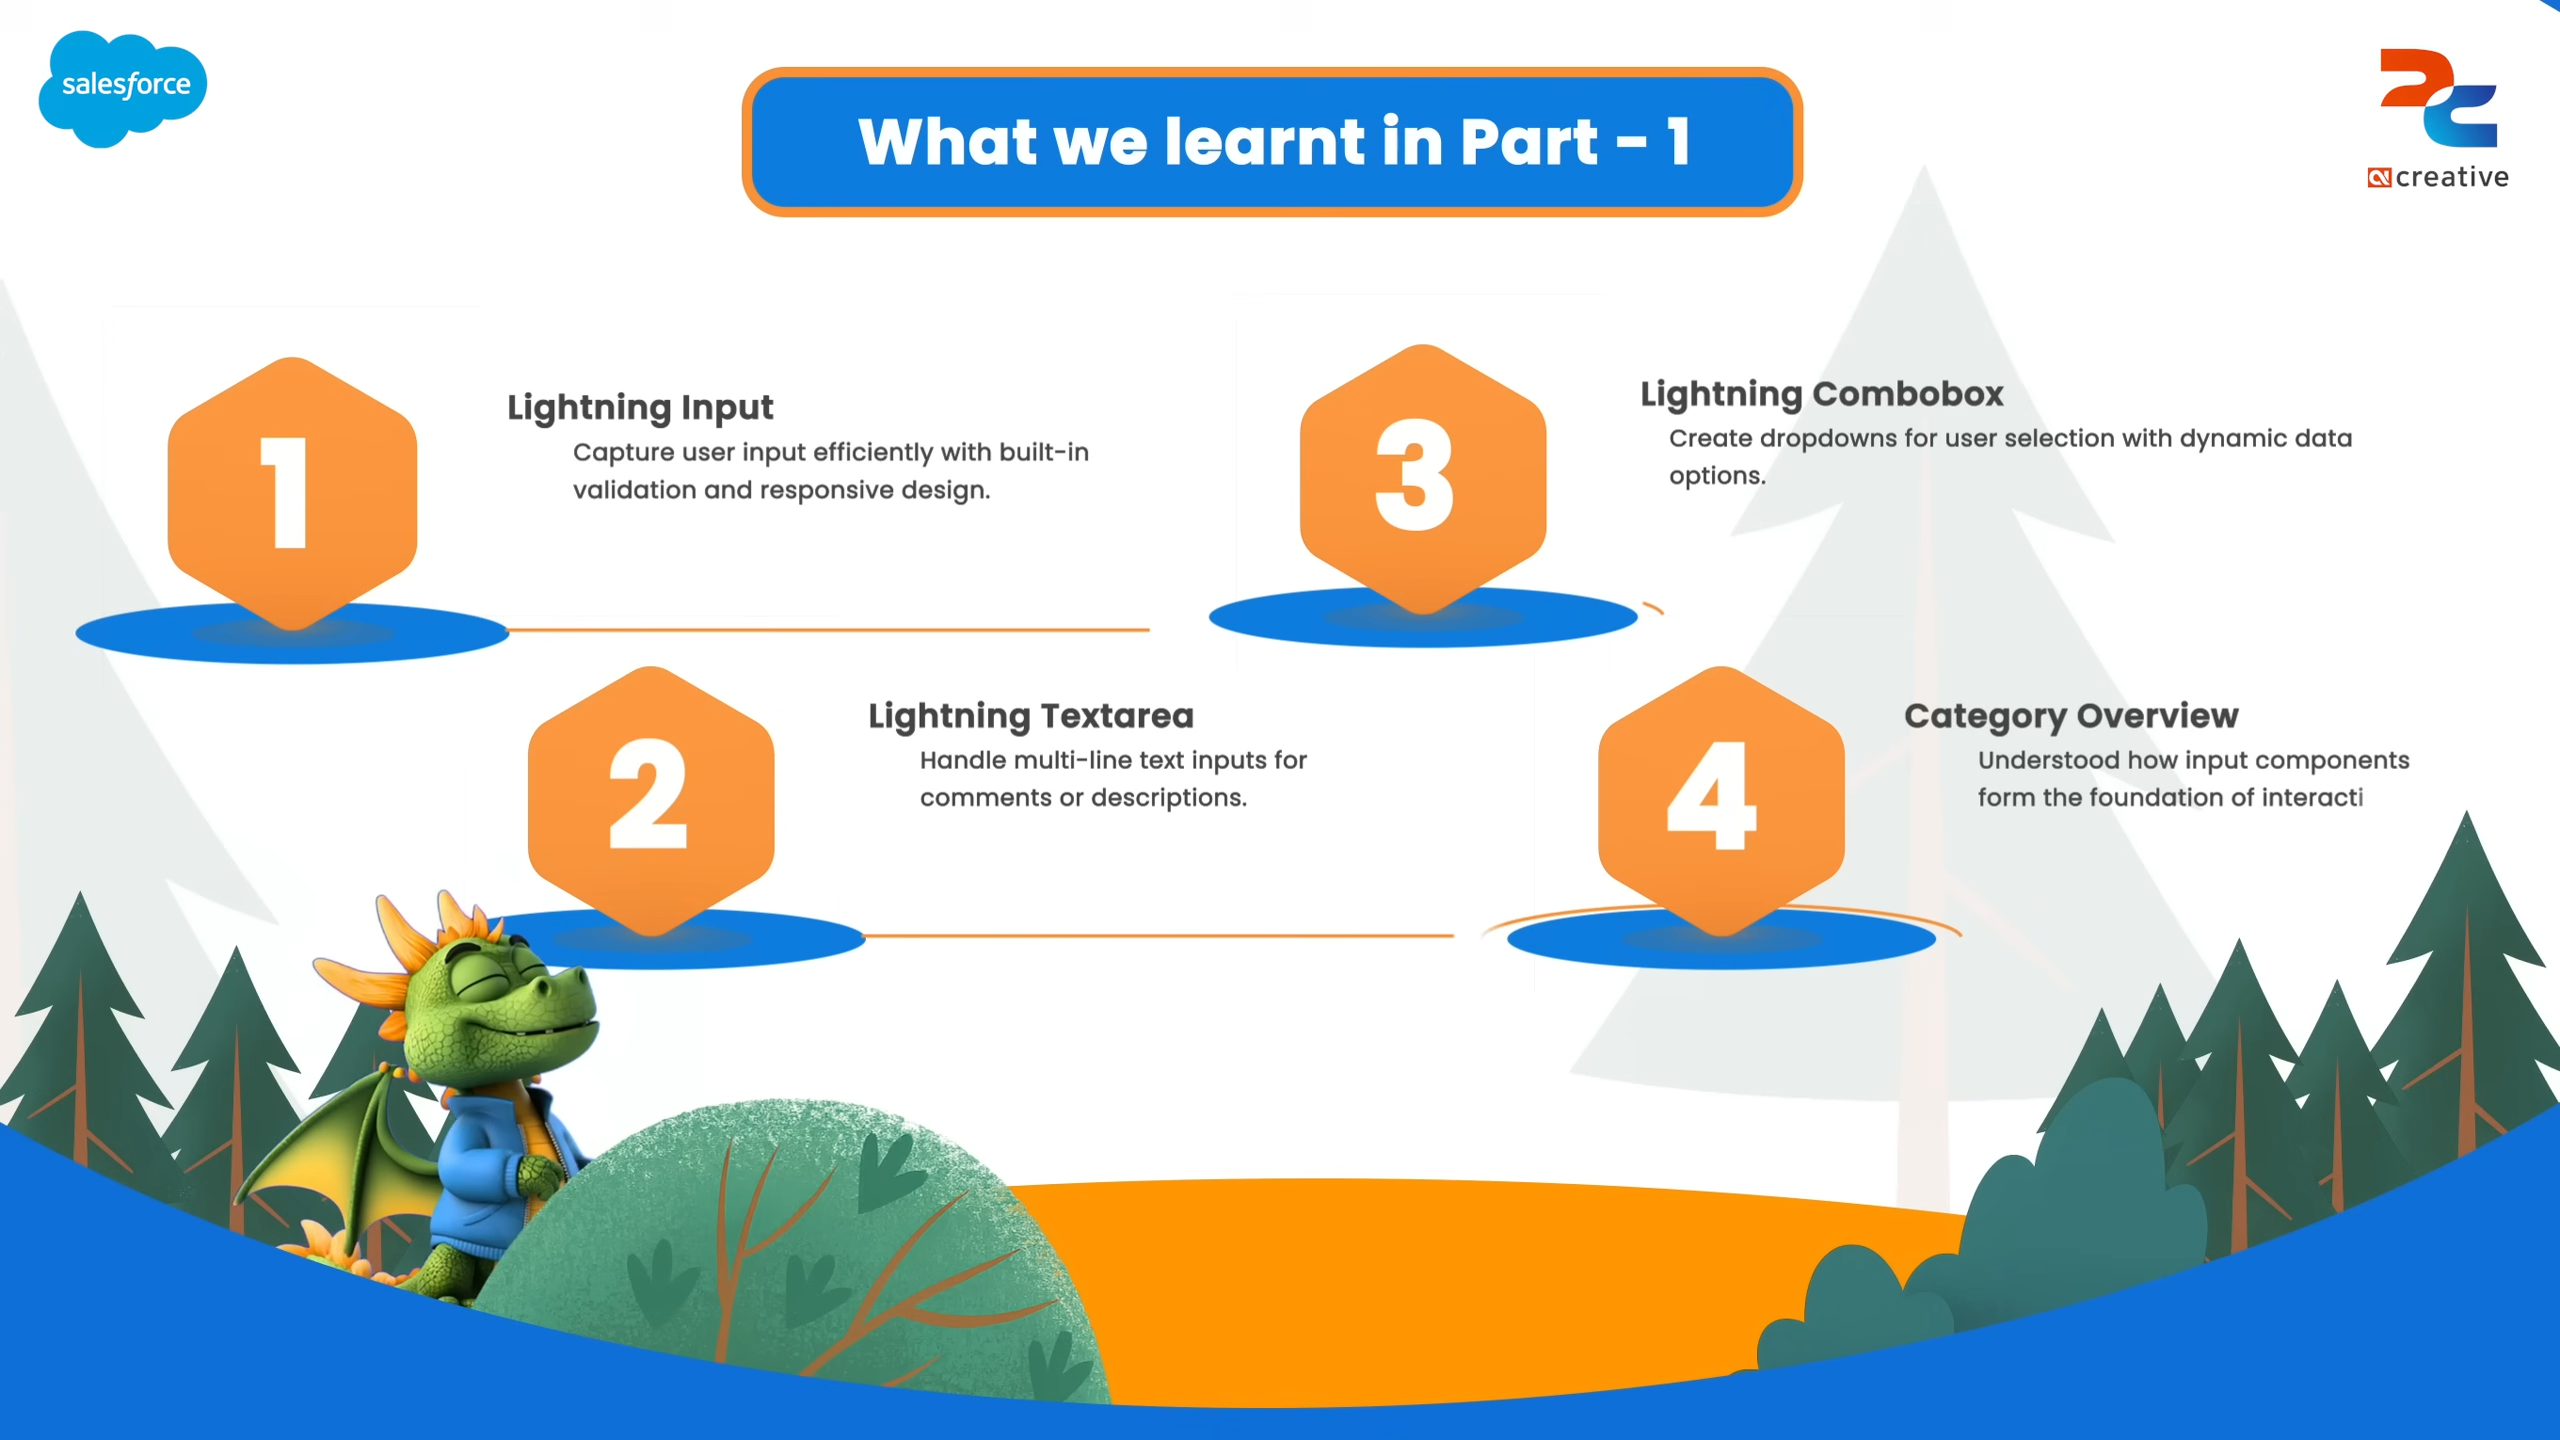 salesforce
What we learnt in Part - 1
creative
1
Lightning Input
Capture user input efficiently with built-in
validation and responsive design.
2
Lightning Textarea
Handle multi-line text inputs for
comments or descriptions.
3
Lightning Combobox
Create dropdowns for user selection with dynamic data
options.
4
Category Overview
Understood how input components
form the foundation of interacti